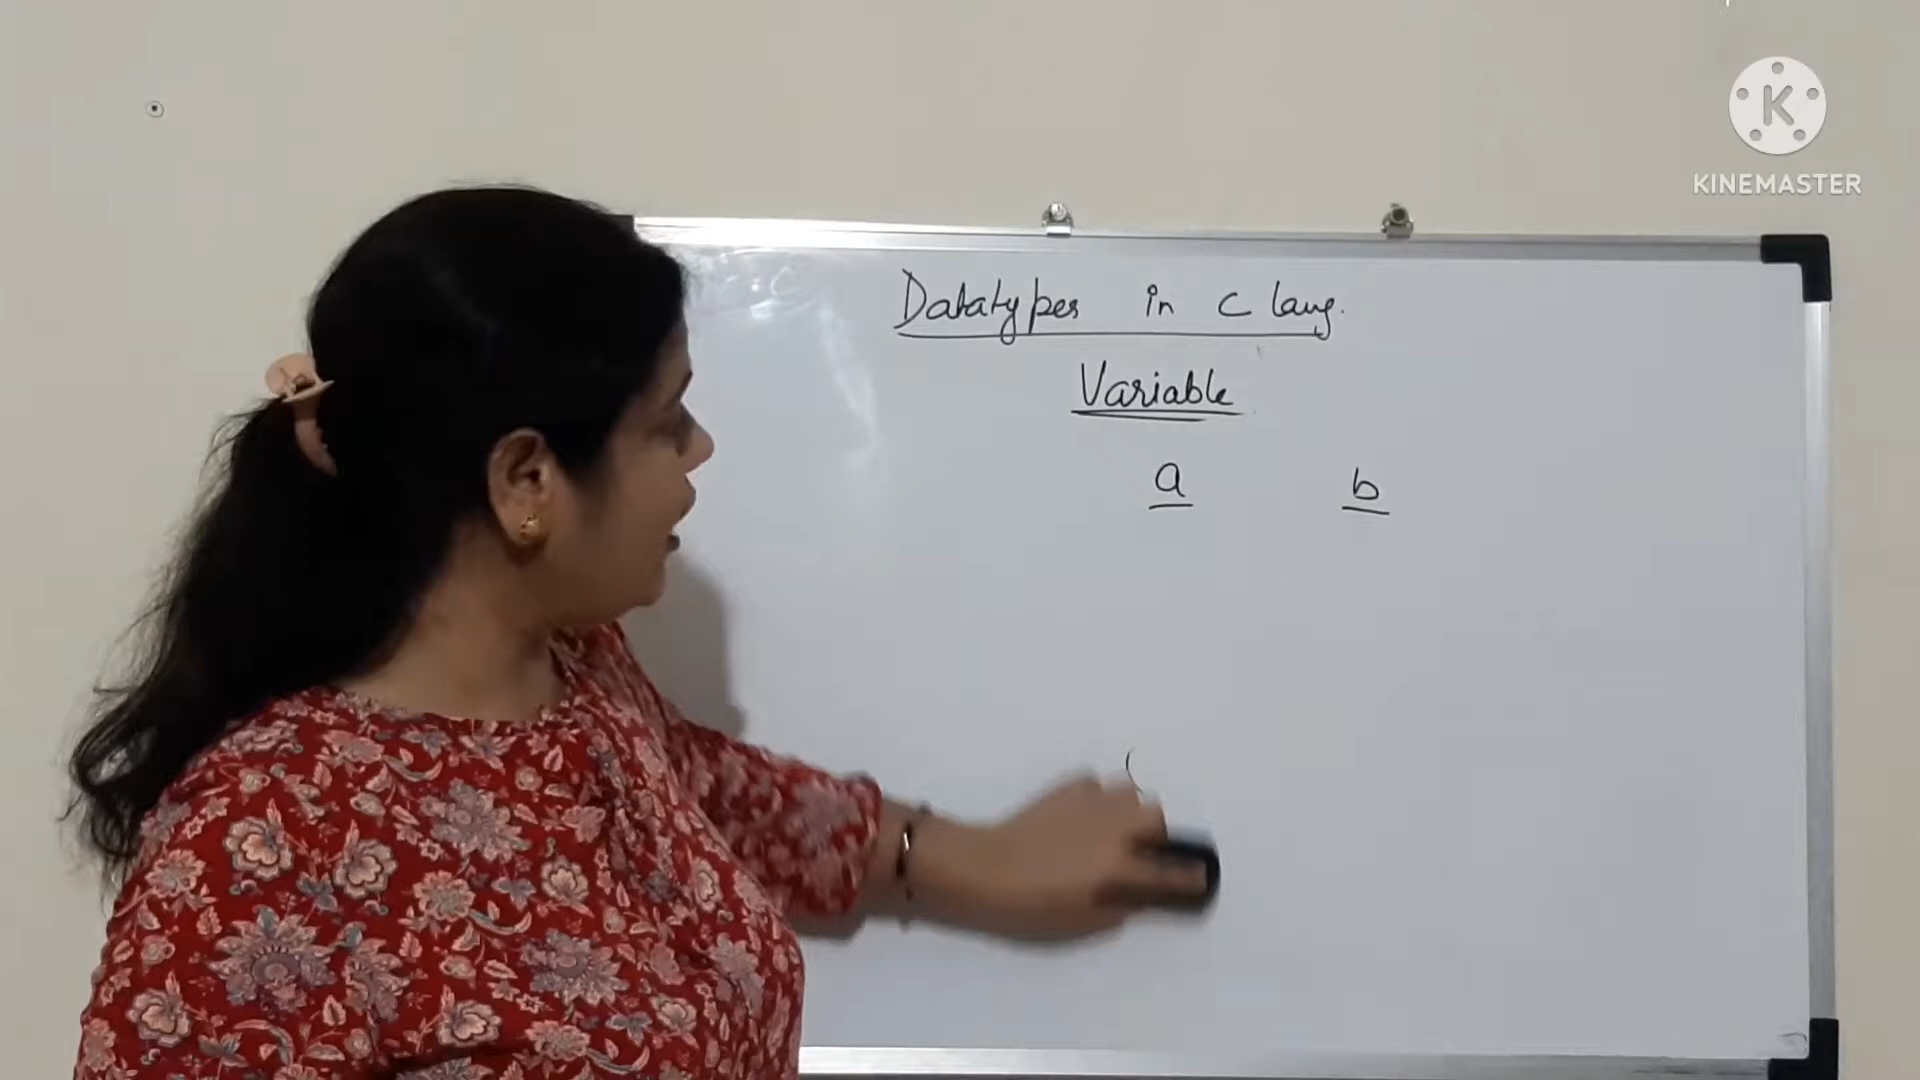 K
KINEMASTER
Datatypes in C lang.
Variable
a b